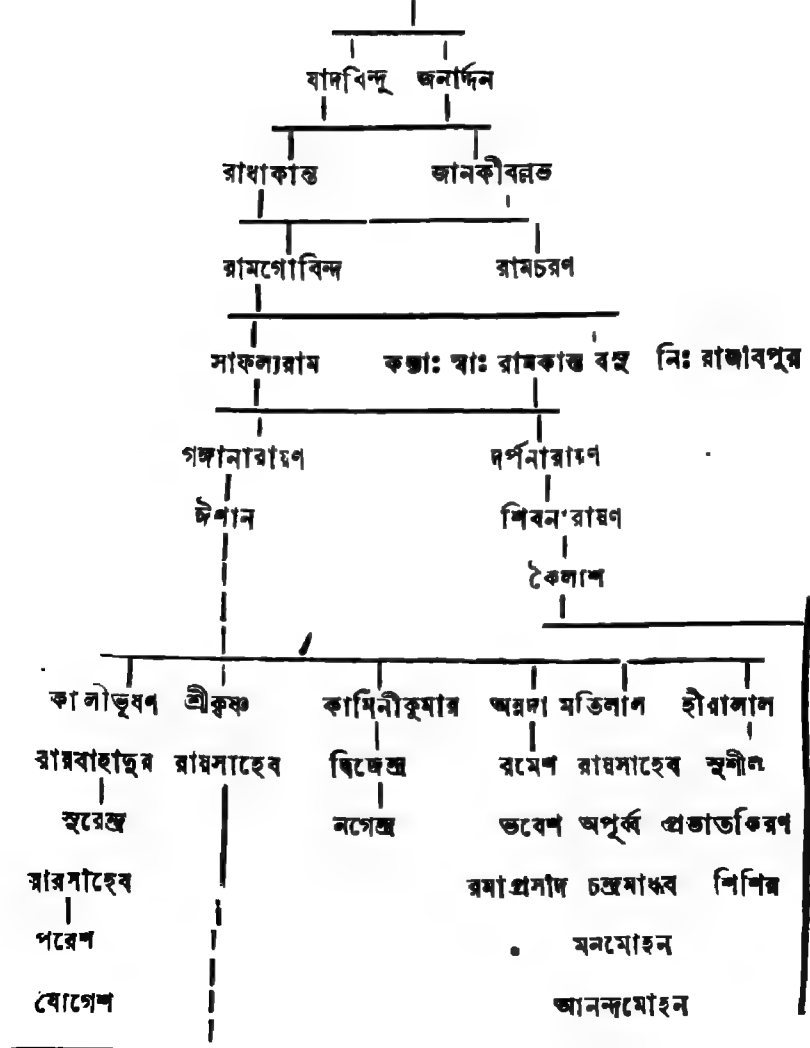 যাদবিন্দু জনার্দ্দন
রাধাকান্ত জানকীবল্লভ
রামগোবিন্দ রামচরণ
সাফল্যরাম কন্তা: স্বা: রামকান্ত বসু নি: রাজীবপুর
গঙ্গানারায়ণ দর্পনারায়ণ
ঈশান শিবনারায়ণ
কৈলাশ
কালীভূষণ শ্রীকৃষ্ণ কামিনীকুমার অন্নদা মতিলাল হীরালাল
রায়বাহাদুর রায়সাহেব দ্বিজেন্দ্র রমেশ রায়সাহেব সুশীল
সুরেন্দ্র নগেন্দ্র ভবেশ অপূর্ব্ব প্রভাতকিরণ
রায়সাহেব রমাপ্রসাদ চন্দ্রমাধব শিশির
পরেশ মনমোহন
যোগেশ আনন্দমোহন